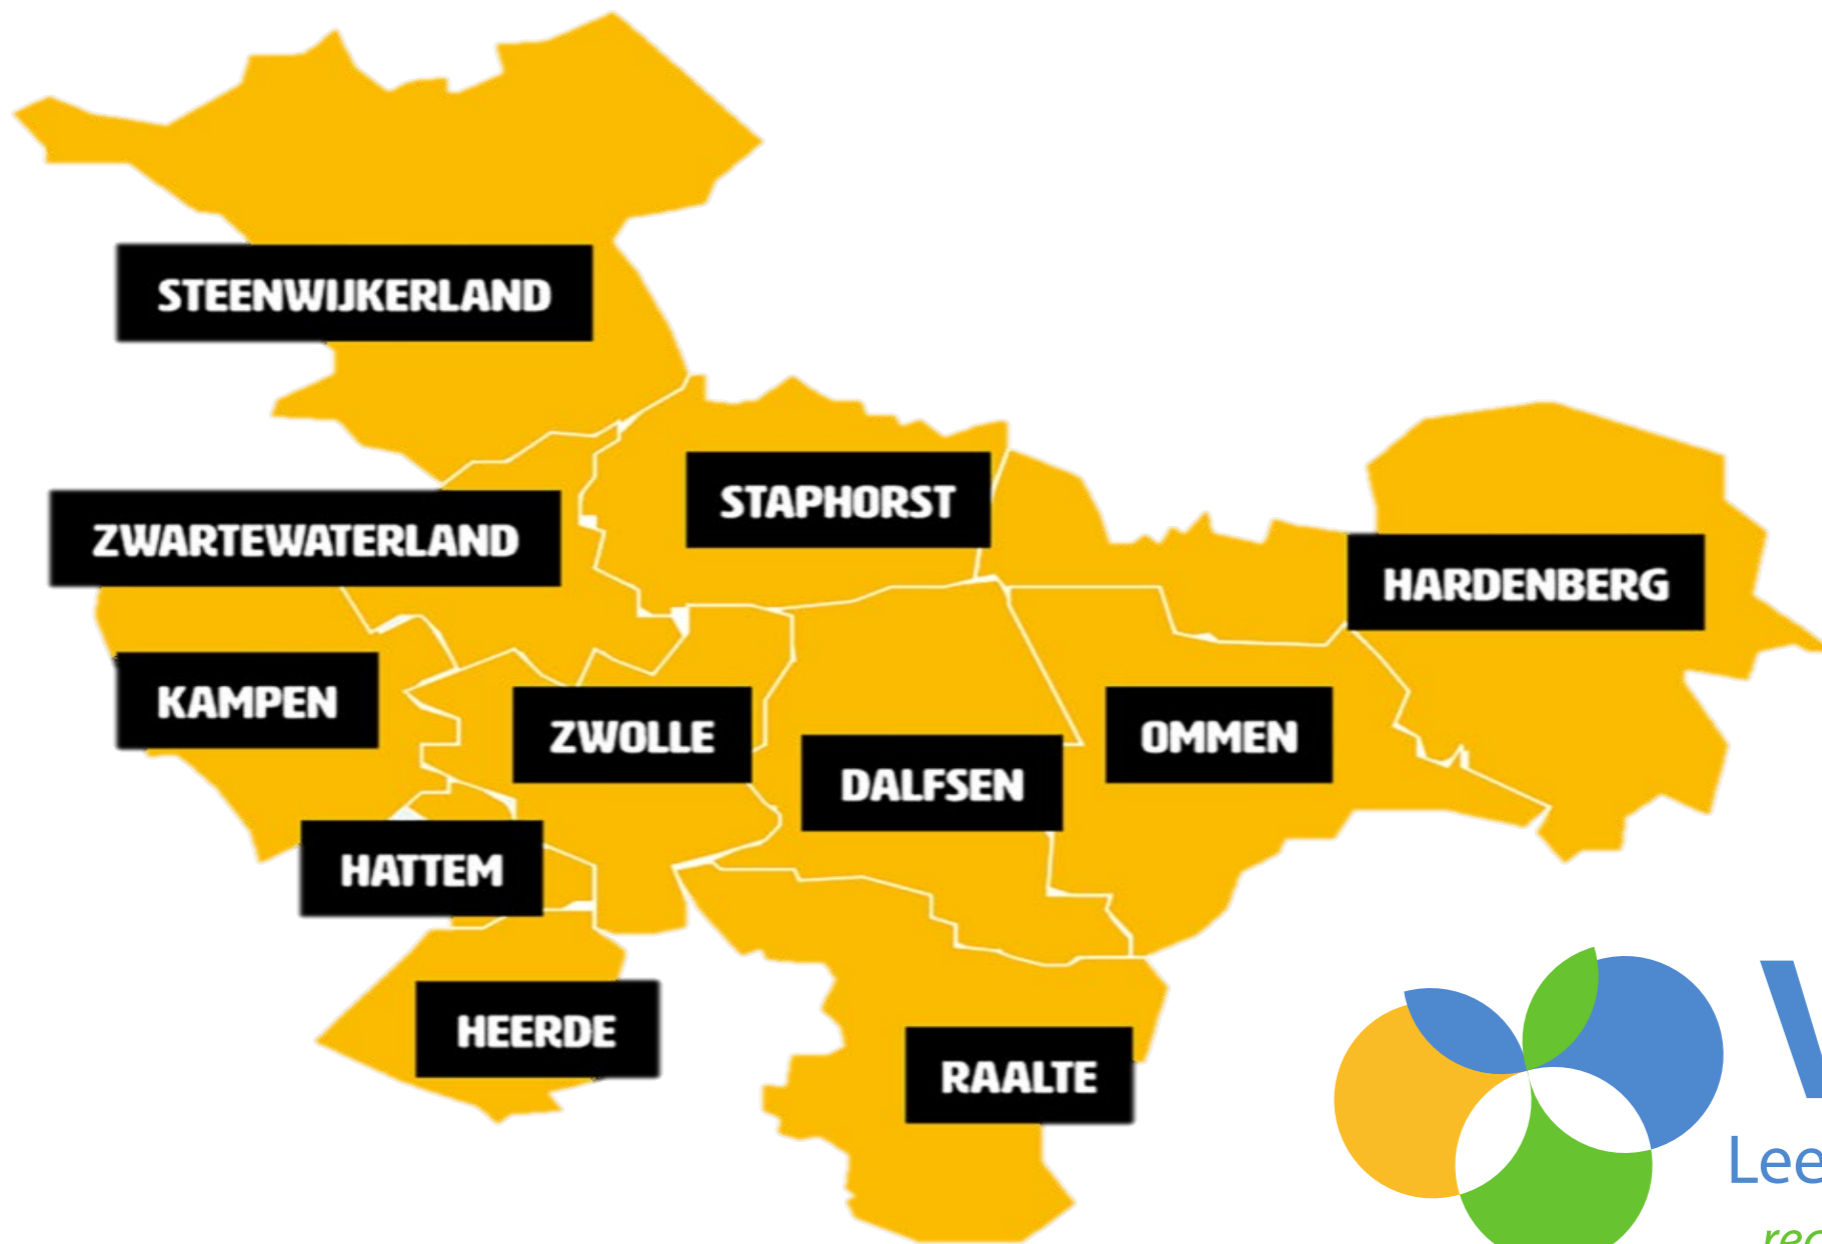 STEENWIJKERLAND
STAPHORST
ZWARTEWATERLAND
HARDENBERG
KAMPEN
ZWOLLE
OMMEN
DALFSEN
HATTEM
HEERDE
RAALTE